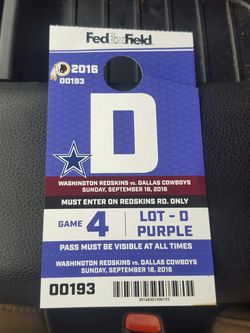 FedExField
2016
00193
D
WASHINGTON REDSKINS vs. DALLAS COWBOYS
SUNDAY, SEPTEMBER 18, 2016
MUST ENTER ON REDSKINS RD. ONLY
GAME 4
LOT - D
PURPLE
PASS MUST BE VISIBLE AT ALL TIMES
WASHINGTON REDSKINS vs. DALLAS COWBOYS
SUNDAY, SEPTEMBER 18, 2016
00193